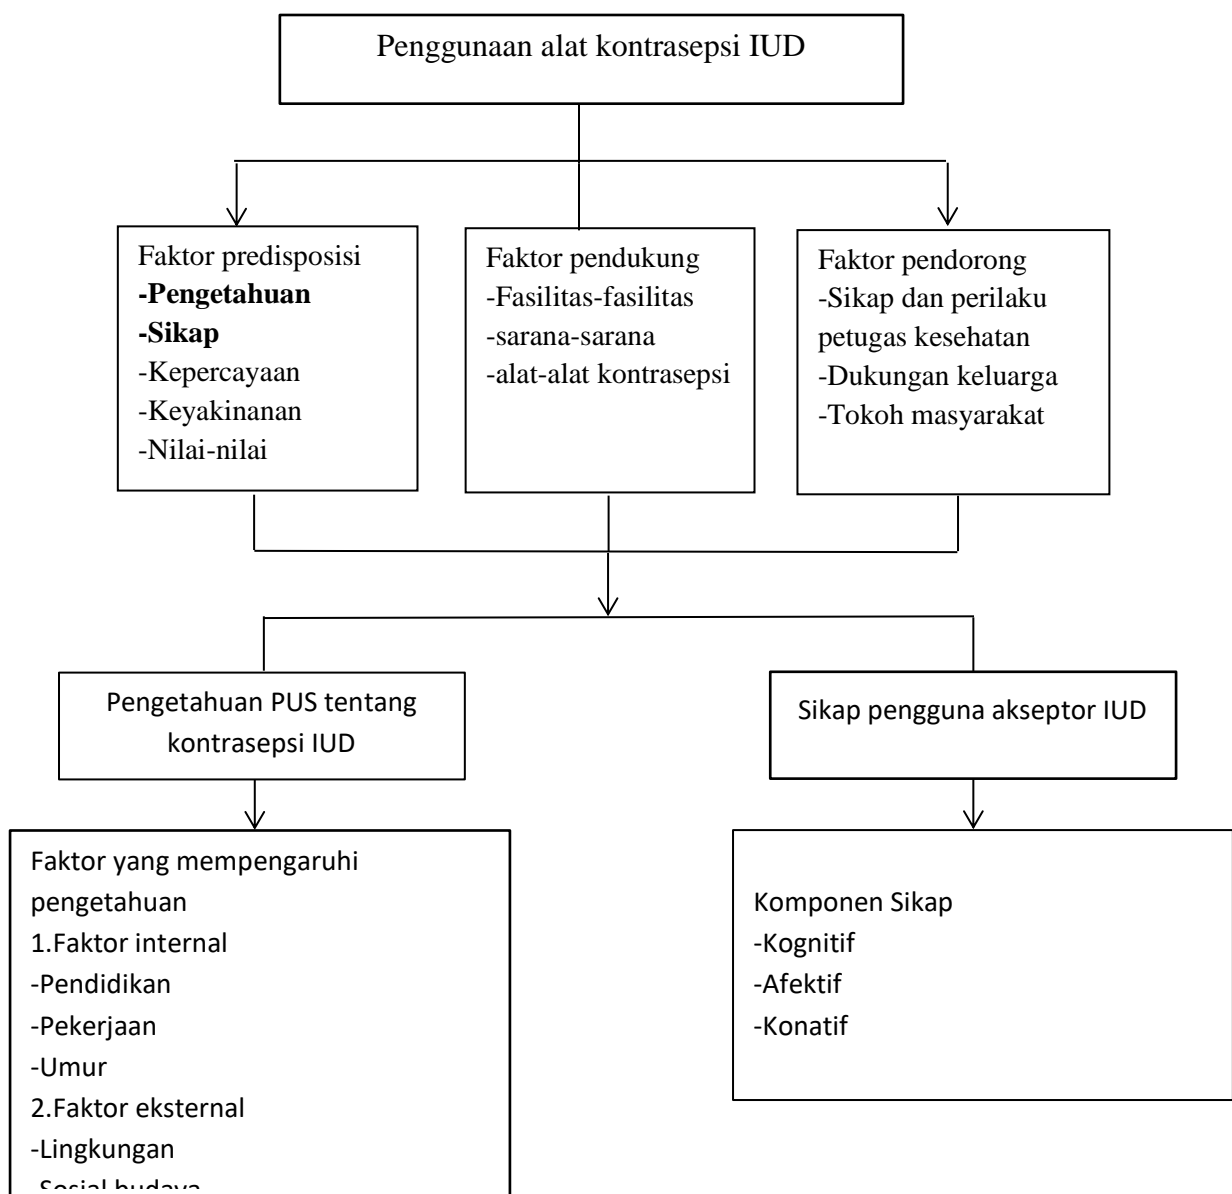 Penggunaan alat kontrasepsi IUD
Faktor predisposisi
-Pengetahuan
-Sikap
-Kepercayaan
-Keyakinanan
-Nilai-nilai
Faktor pendukung
-Fasilitas-fasilitas
-sarana-sarana
-alat-alat kontrasepsi
Faktor pendorong
-Sikap dan perilaku
petugas kesehatan
-Dukungan keluarga
-Tokoh masyarakat
Pengetahuan PUS tentang
kontrasepsi IUD
Sikap pengguna akseptor IUD
Faktor yang mempengaruhi
pengetahuan
1.Faktor internal
-Pendidikan
-Pekerjaan
-Umur
2.Faktor eksternal
-Lingkungan
-Sosial budaya
Komponen Sikap
-Kognitif
-Afektif
-Konatif